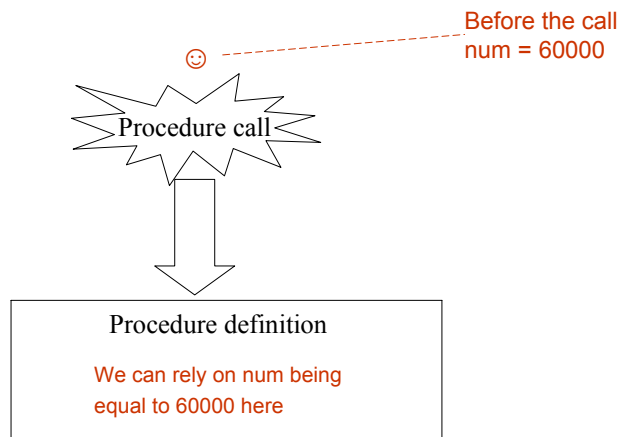 Before the call
num = 60000
Procedure call
Procedure definition
We can rely on num being
equal to 60000 here